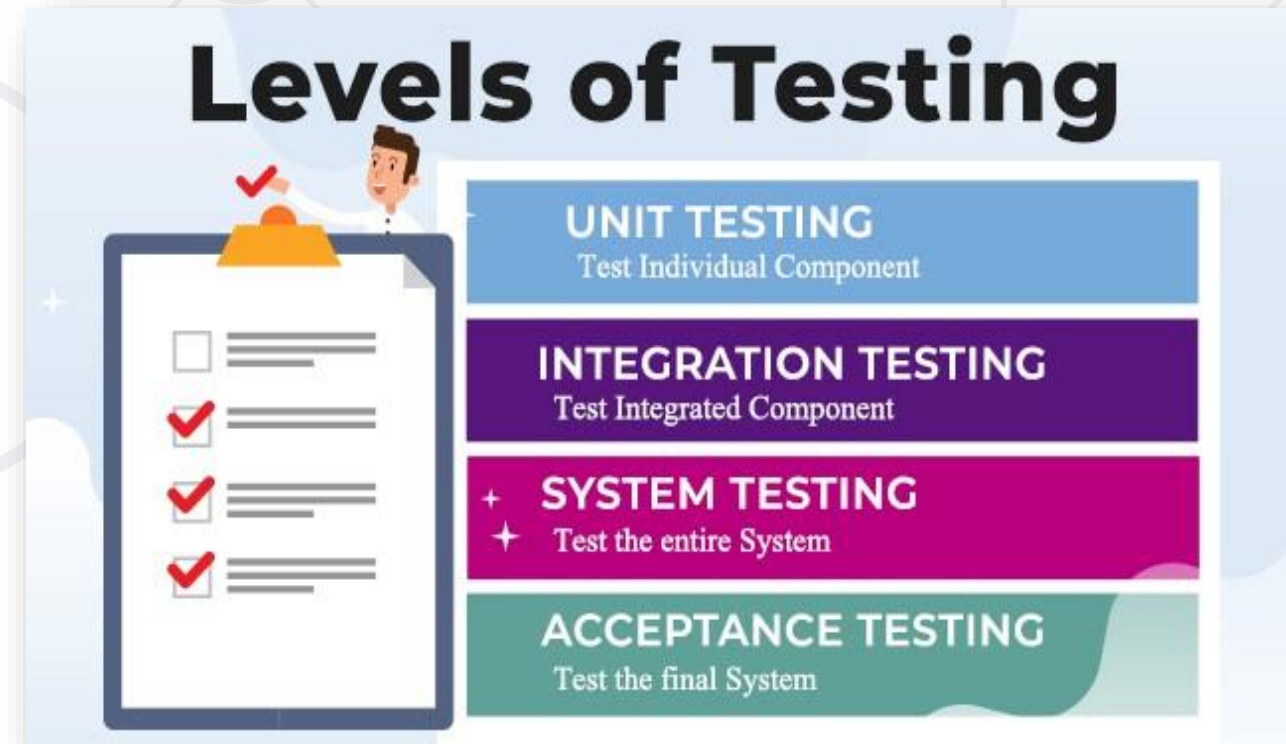 Levels of Testing
UNIT TESTING
Test Individual Component
INTEGRATION TESTING
Test Integrated Component
SYSTEM TESTING
Test the entire System
ACCEPTANCE TESTING
Test the final System